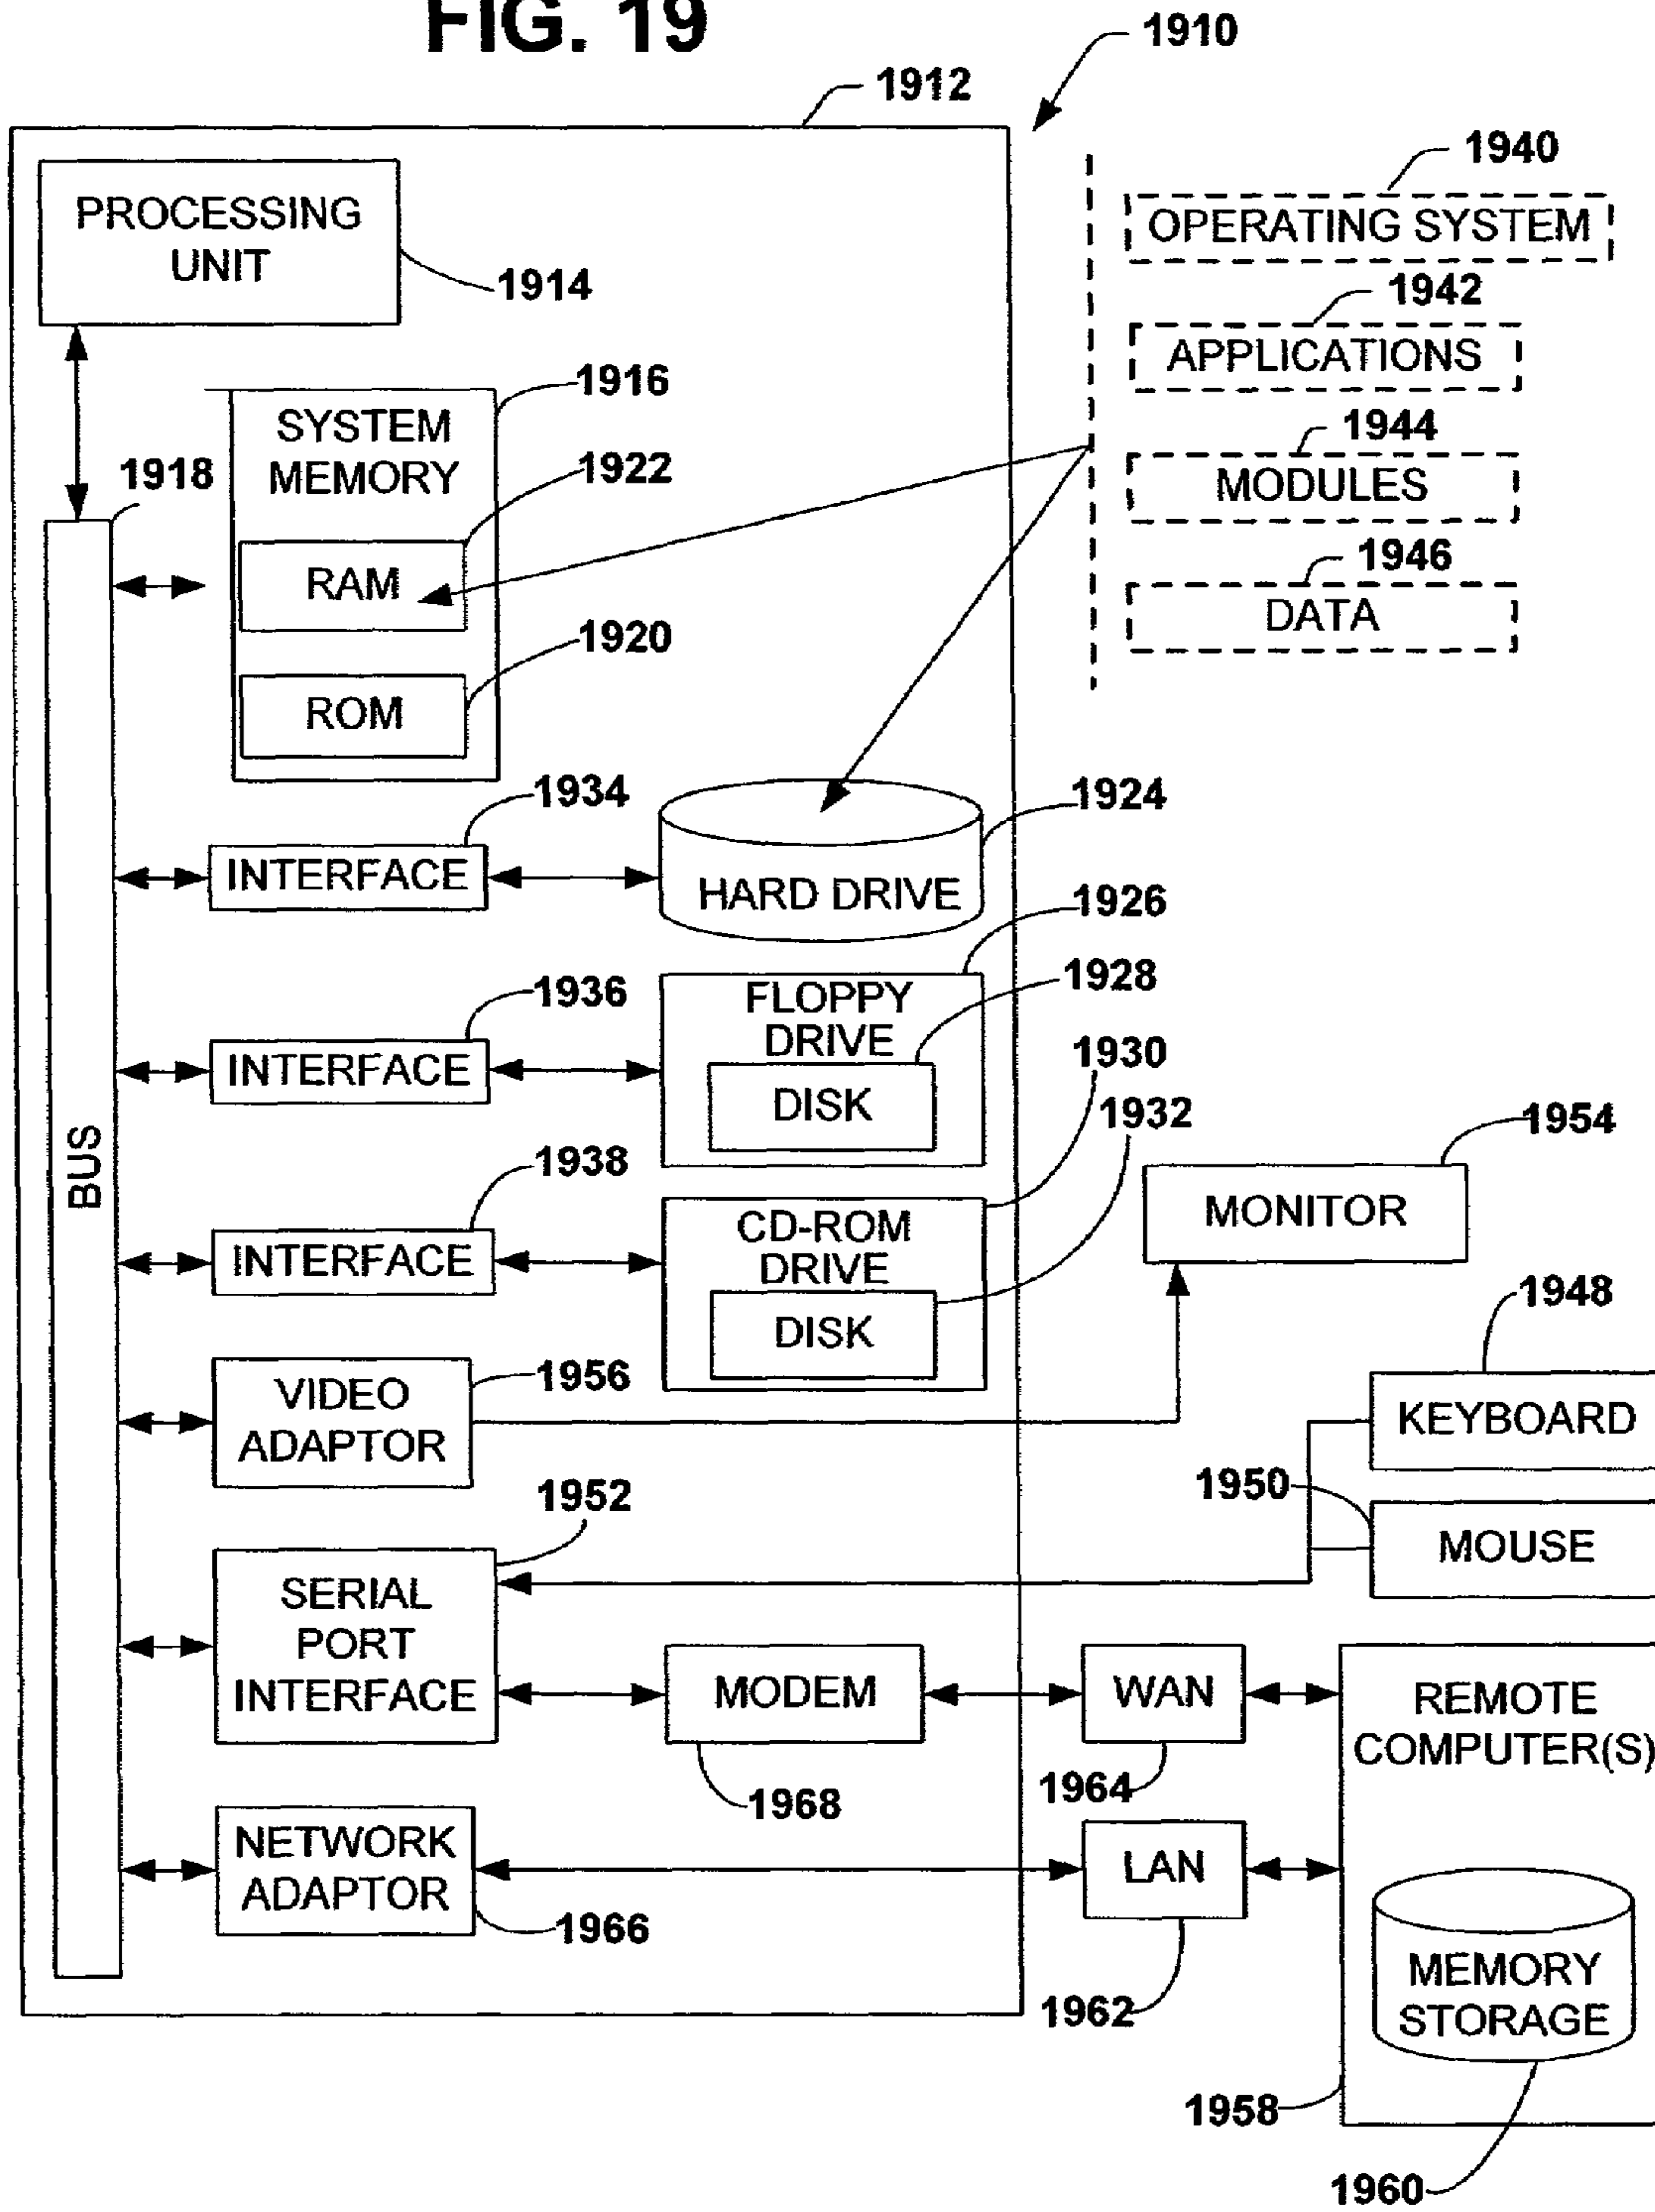 FIG. 19
1910
1912
PROCESSING
UNIT
1914
1940
OPERATING SYSTEM
1942
APPLICATIONS
1944
MODULES
1946
DATA
1916
SYSTEM
MEMORY
1918
1922
RAM
1920
ROM
1934
INTERFACE
1924
HARD DRIVE
1926
1936
INTERFACE
FLOPPY
DRIVE
1928
DISK
1930
1932
BUS
1938
INTERFACE
CD-ROM
DRIVE
DISK
1954
MONITOR
1948
KEYBOARD
1956
VIDEO
ADAPTOR
1950
MOUSE
1952
SERIAL
PORT
INTERFACE
MODEM
1968
WAN
1964
REMOTE
COMPUTER(S)
NETWORK
ADAPTOR
1966
LAN
1962
MEMORY
STORAGE
1958
1960